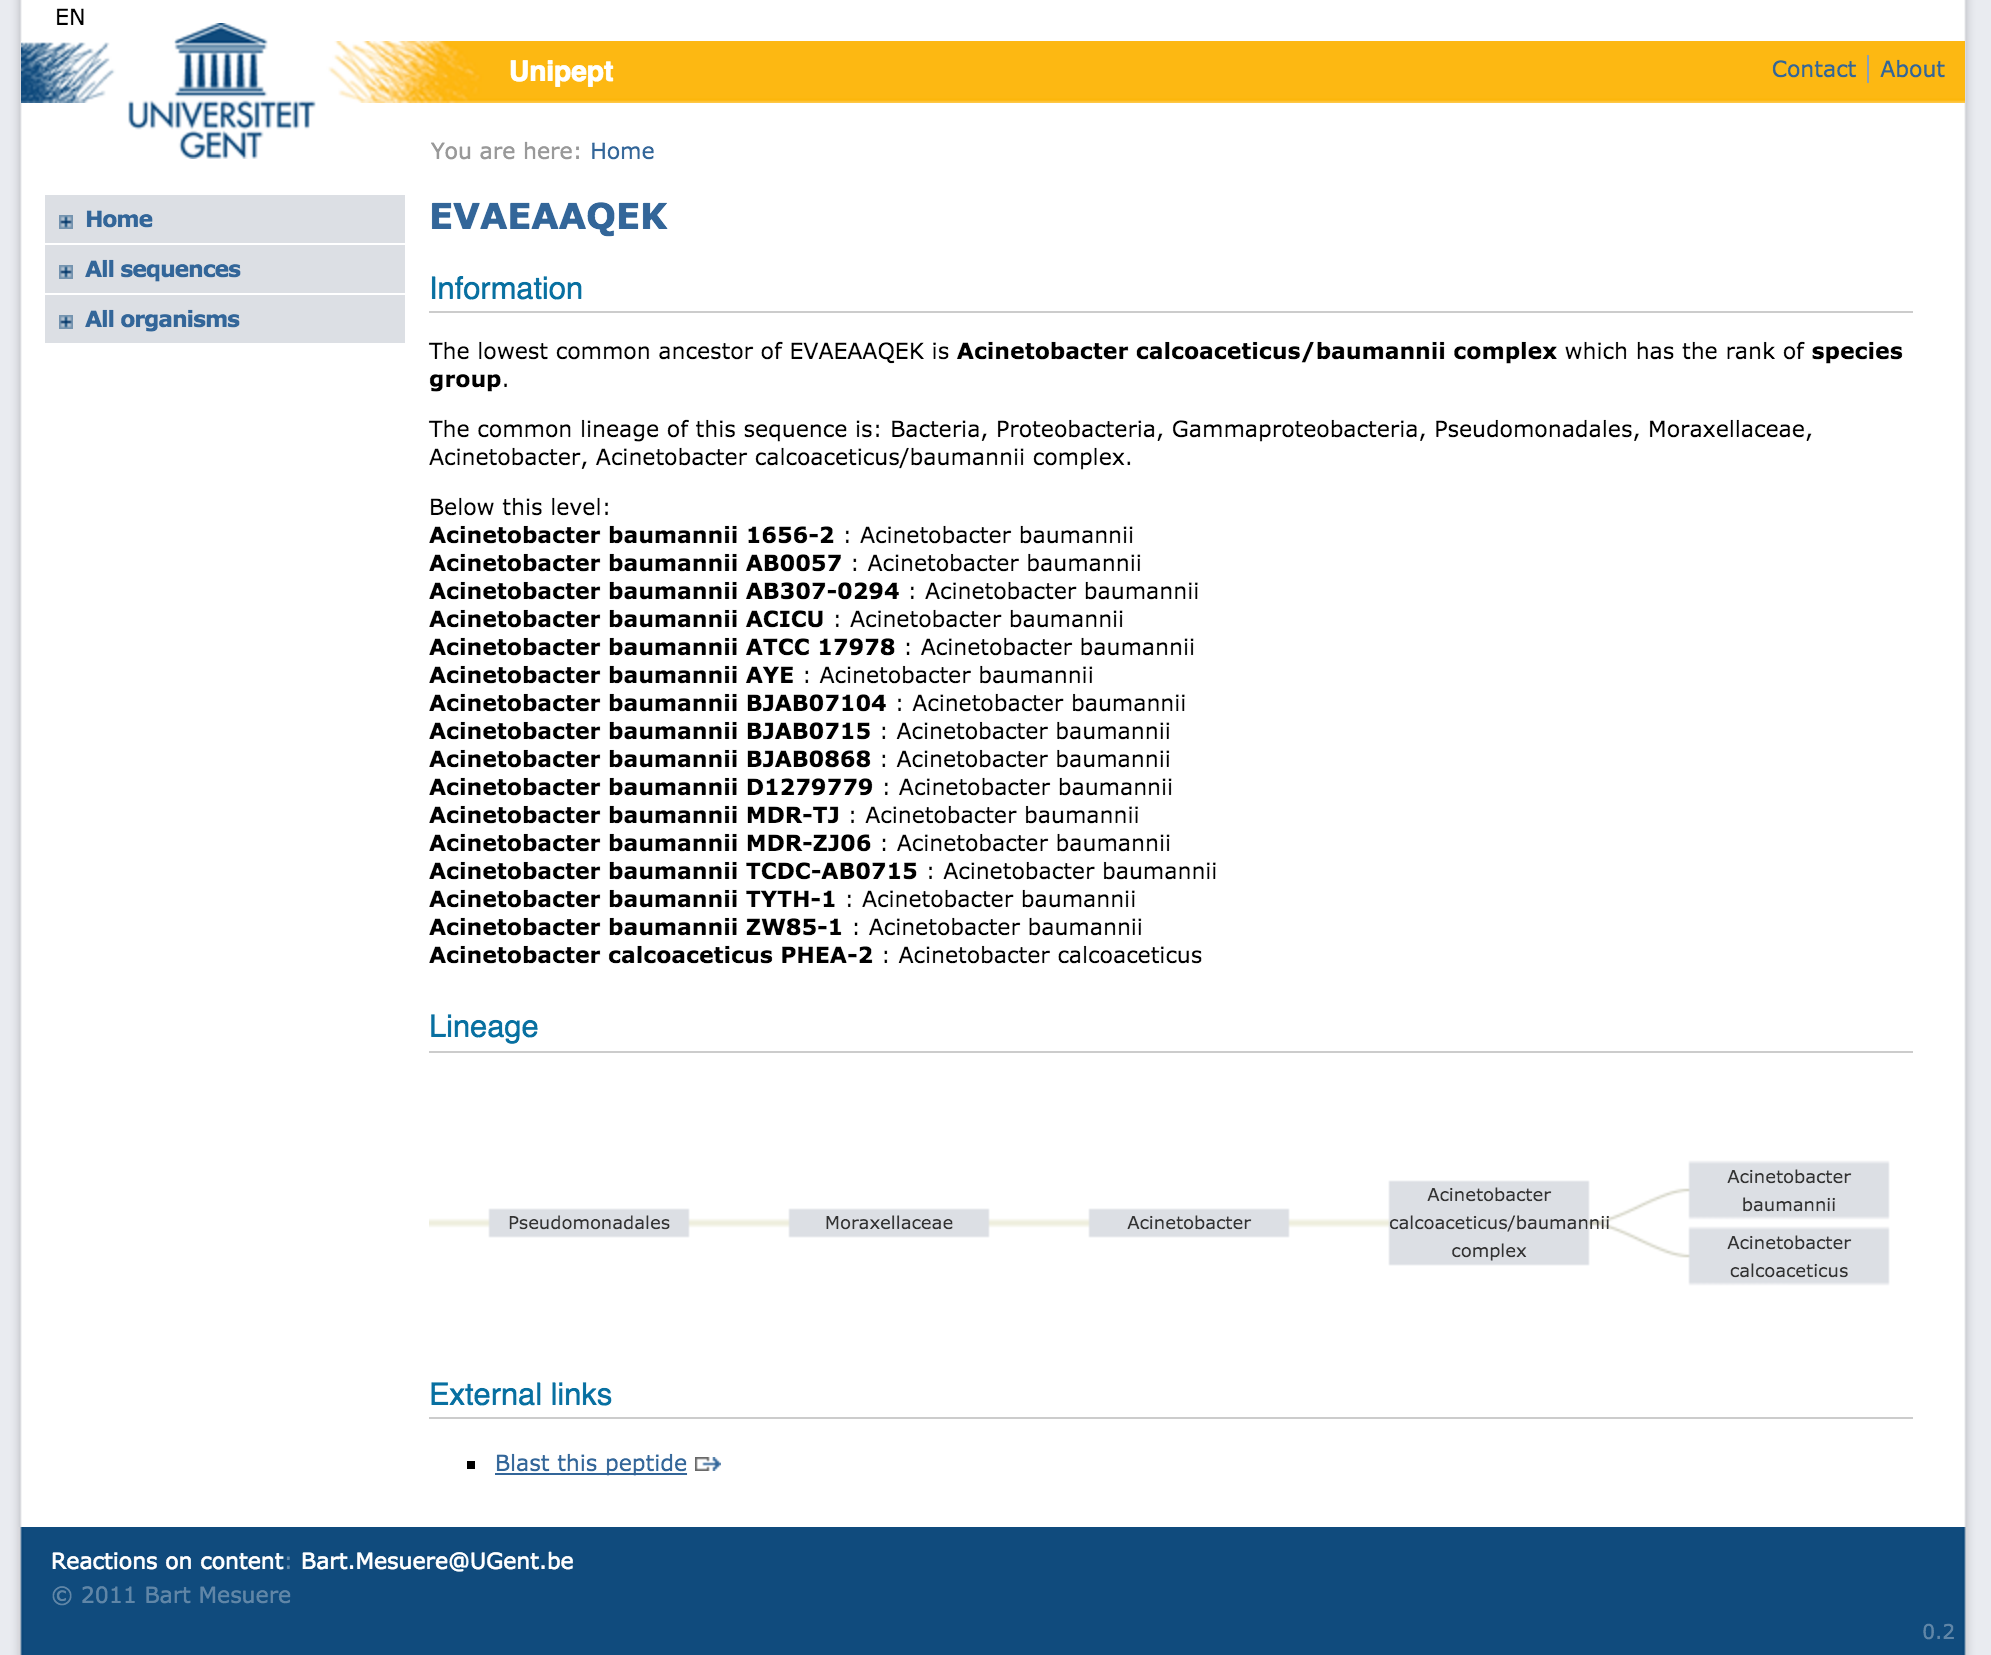 EN
UNIVERSITEIT
GENT
Unipept
Contact
About
You are here: Home
Home
All sequences
All organisms
EVAEAAQEK
Information
The lowest common ancestor of EVAEAAQEK is Acinetobacter calcoaceticus/baumannii complex which has the rank of species
group.
The common lineage of this sequence is: Bacteria, Proteobacteria, Gammaproteobacteria, Pseudomonadales, Moraxellaceae,
Acinetobacter, Acinetobacter calcoaceticus/baumannii complex.
Below this level:
Acinetobacter baumannii 1656-2 : Acinetobacter baumannii
Acinetobacter baumannii AB0057 : Acinetobacter baumannii
Acinetobacter baumannii AB307-0294 : Acinetobacter baumannii
Acinetobacter baumannii ACICU : Acinetobacter baumannii
Acinetobacter baumannii ATCC 17978 : Acinetobacter baumannii
Acinetobacter baumannii AYE : Acinetobacter baumannii
Acinetobacter baumannii BJAB07104 : Acinetobacter baumannii
Acinetobacter baumannii BJAB0715 : Acinetobacter baumannii
Acinetobacter baumannii BJAB0868 : Acinetobacter baumannii
Acinetobacter baumannii D1279779 : Acinetobacter baumannii
Acinetobacter baumannii MDR-TJ : Acinetobacter baumannii
Acinetobacter baumannii MDR-ZJ06 : Acinetobacter baumannii
Acinetobacter baumannii TCDC-AB0715 : Acinetobacter baumannii
Acinetobacter baumannii TYTH-1 : Acinetobacter baumannii
Acinetobacter baumannii ZW85-1 : Acinetobacter baumannii
Acinetobacter calcoaceticus PHEA-2 : Acinetobacter calcoaceticus
Lineage
Pseudomonadales
Moraxellaceae
Acinetobacter
Acinetobacter
calcoaceticus/baumannii
complex
Acinetobacter
baumannii
Acinetobacter
calcoaceticus
External links
Blast this peptide
Reactions on content: Bart.Mesuere@UGent.be
© 2011 Bart Mesuere
0.2